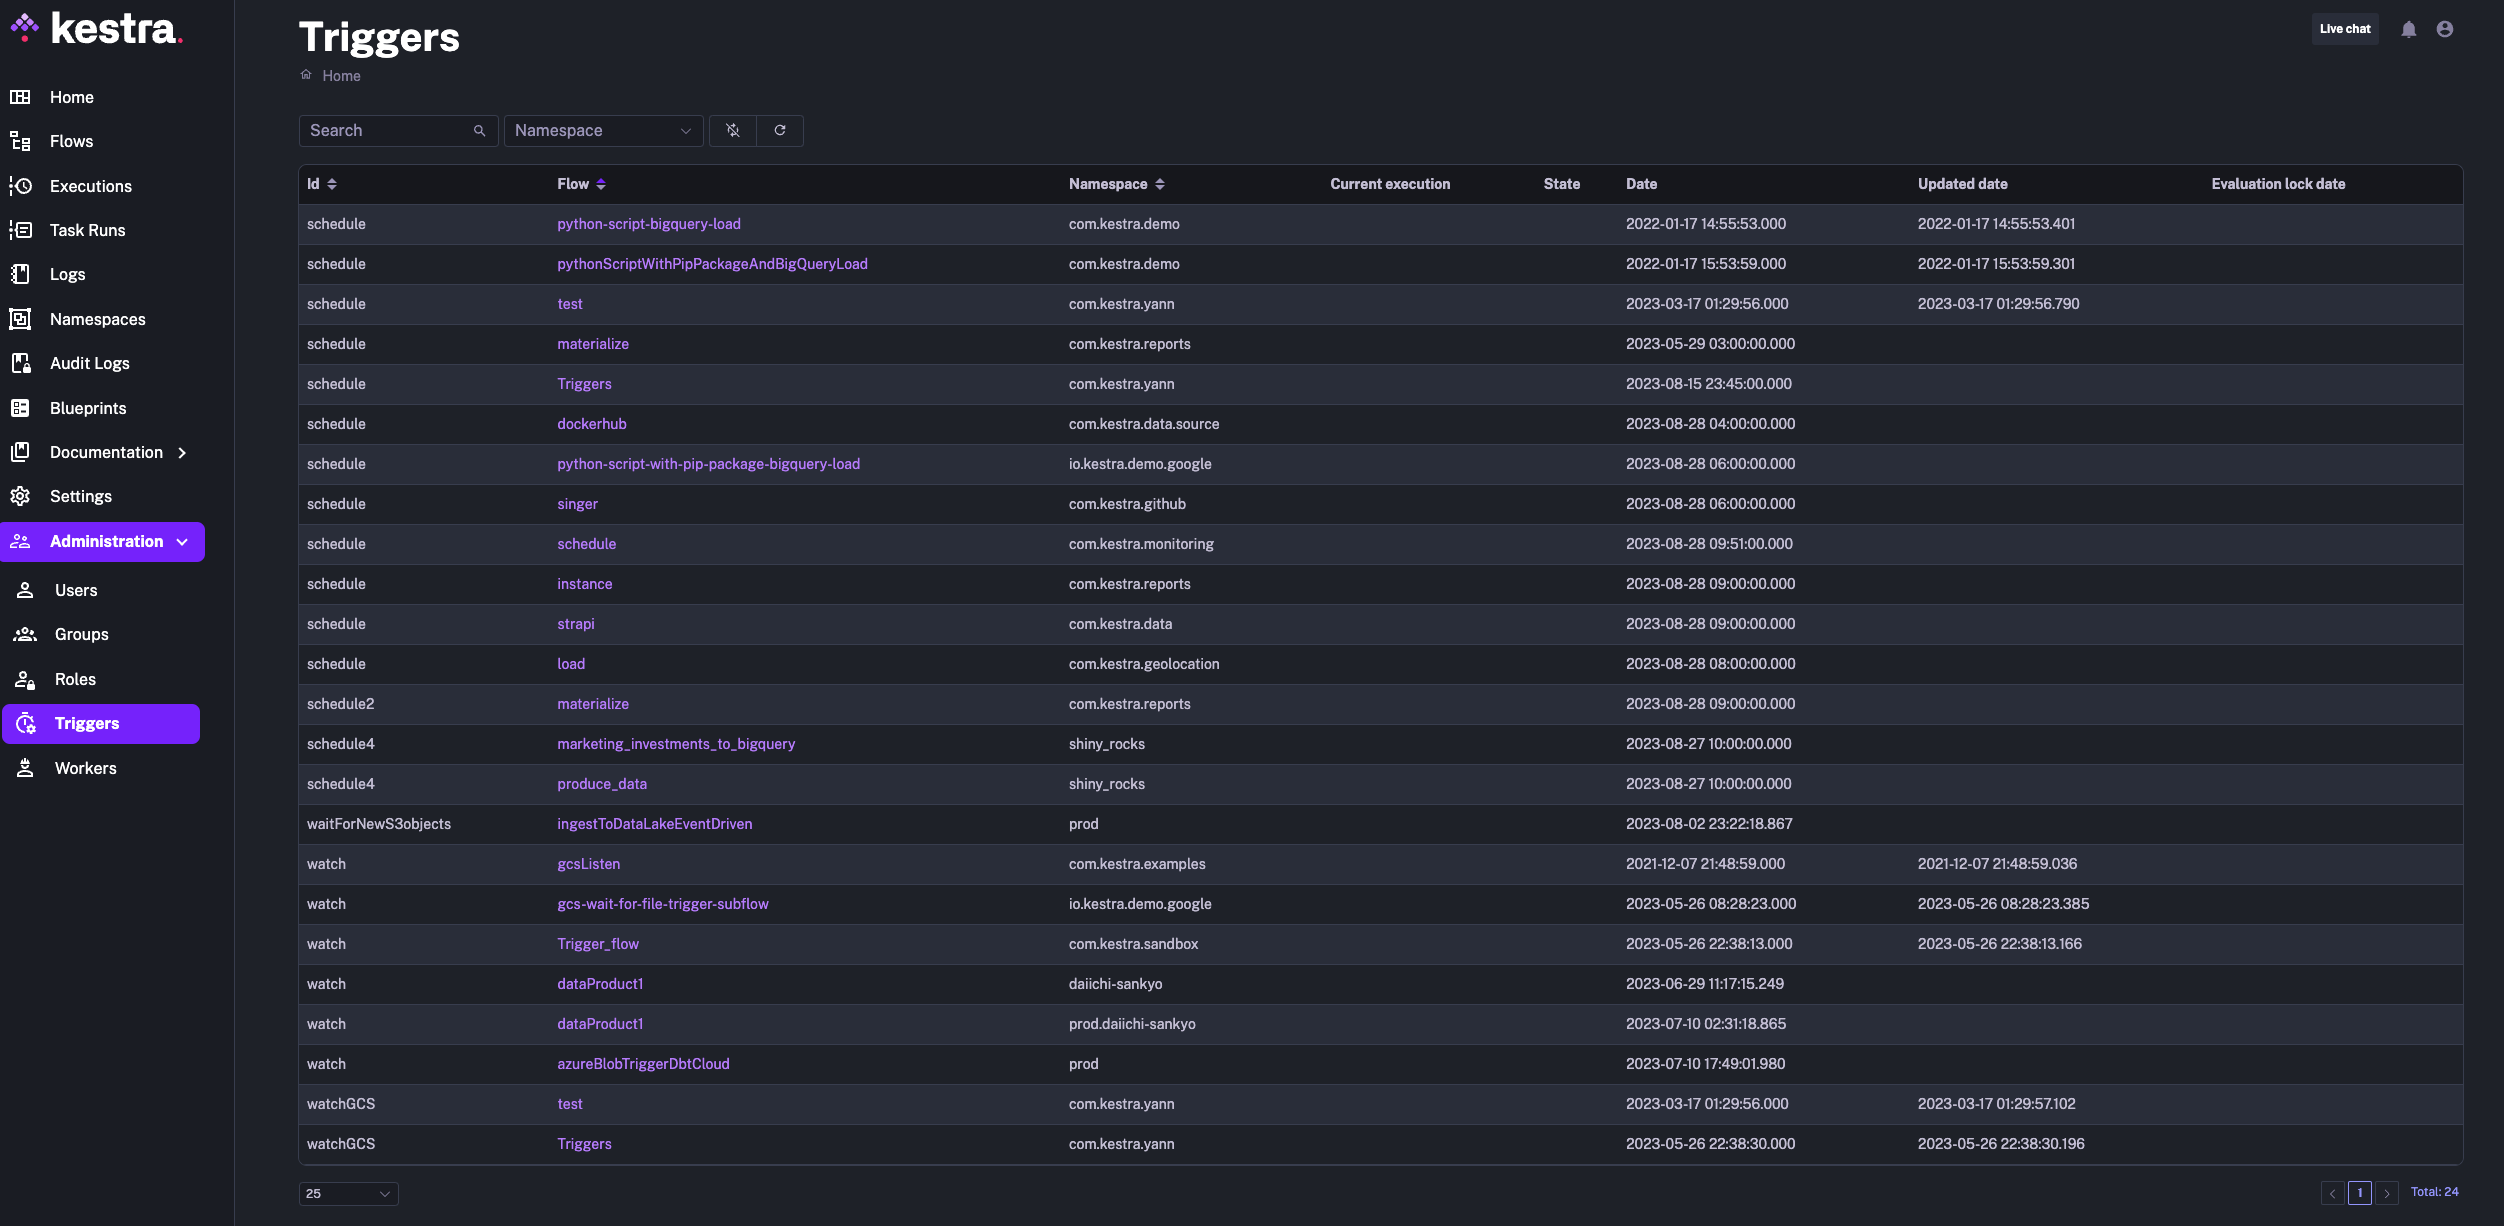 kestra.
Triggers
Live chat
Home
Home
Flows
Executions
Task Runs
Logs
Namespaces
Audit Logs
Blueprints
Documentation
Settings
Administration
Users
Groups
Roles
Triggers
Workers
Search Namespace
Id Flow Namespace Current execution State Date Updated date Evaluation lock date
schedule python-script-bigquery-load com.kestra.demo 2022-01-17 14:55:53.000 2022-01-17 14:55:53.401
schedule pythonScriptWithPipPackageAndBigQueryLoad com.kestra.demo 2022-01-17 15:53:59.000 2022-01-17 15:53:59.301
schedule test com.kestra.yann 2023-03-17 01:29:56.000 2023-03-17 01:29:56.790
schedule materialize com.kestra.reports 2023-05-29 03:00:00.000
schedule Triggers com.kestra.yann 2023-08-15 23:45:00.000
schedule dockerhub com.kestra.data.source 2023-08-28 04:00:00.000
schedule python-script-with-pip-package-bigquery-load io.kestra.demo.google 2023-08-28 06:00:00.000
schedule singer com.kestra.github 2023-08-28 06:00:00.000
schedule schedule com.kestra.monitoring 2023-08-28 09:51:00.000
schedule instance com.kestra.reports 2023-08-28 09:00:00.000
schedule strapi com.kestra.data 2023-08-28 09:00:00.000
schedule load com.kestra.geolocation 2023-08-28 08:00:00.000
schedule2 materialize com.kestra.reports 2023-08-28 09:00:00.000
schedule4 marketing_investments_to_bigquery shiny_rocks 2023-08-27 10:00:00.000
schedule4 produce_data shiny_rocks 2023-08-27 10:00:00.000
waitForNewS3objects ingestToDataLakeEventDriven prod 2023-08-02 23:22:18.867
watch gcsListen com.kestra.examples 2021-12-07 21:48:59.000 2021-12-07 21:48:59.036
watch gcs-wait-for-file-trigger-subflow io.kestra.demo.google 2023-05-26 08:28:23.000 2023-05-26 08:28:23.385
watch Trigger_flow com.kestra.sandbox 2023-05-26 22:38:13.000 2023-05-26 22:38:13.166
watch dataProduct1 daiichi-sankyo 2023-06-29 11:17:15.249
watch dataProduct1 prod.daiichi-sankyo 2023-07-10 02:31:18.865
watch azureBlobTriggerDbtCloud prod 2023-07-10 17:49:01.980
watchGCS test com.kestra.yann 2023-03-17 01:29:56.000 2023-03-17 01:29:57.102
watchGCS Triggers com.kestra.yann 2023-05-26 22:38:30.000 2023-05-26 22:38:30.196
25 1 Total: 24